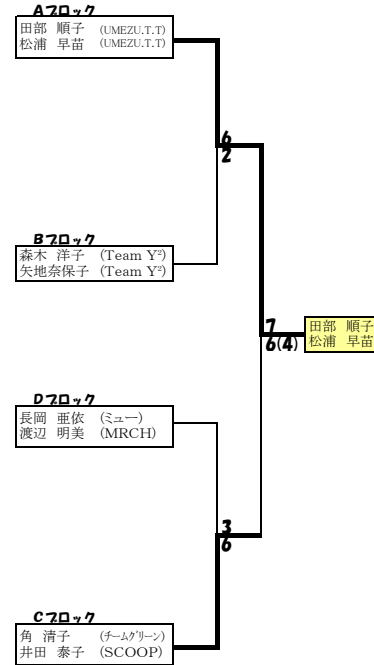 Aブロック
田部 順子 (UMEZU.T.T)
松浦 早苗 (UMEZU.T.T)
6
2
Bブロック
森木 洋子 (Team Y²)
矢地奈保子 (Team Y²)
7
6(4)
田部 順子
松浦 早苗
Dブロック
長岡 亜依 (ミュー)
渡辺 明美 (MRCH)
3
6
Cブロック
角 清子 (チームグリーン)
井田 泰子 (SCOOP)